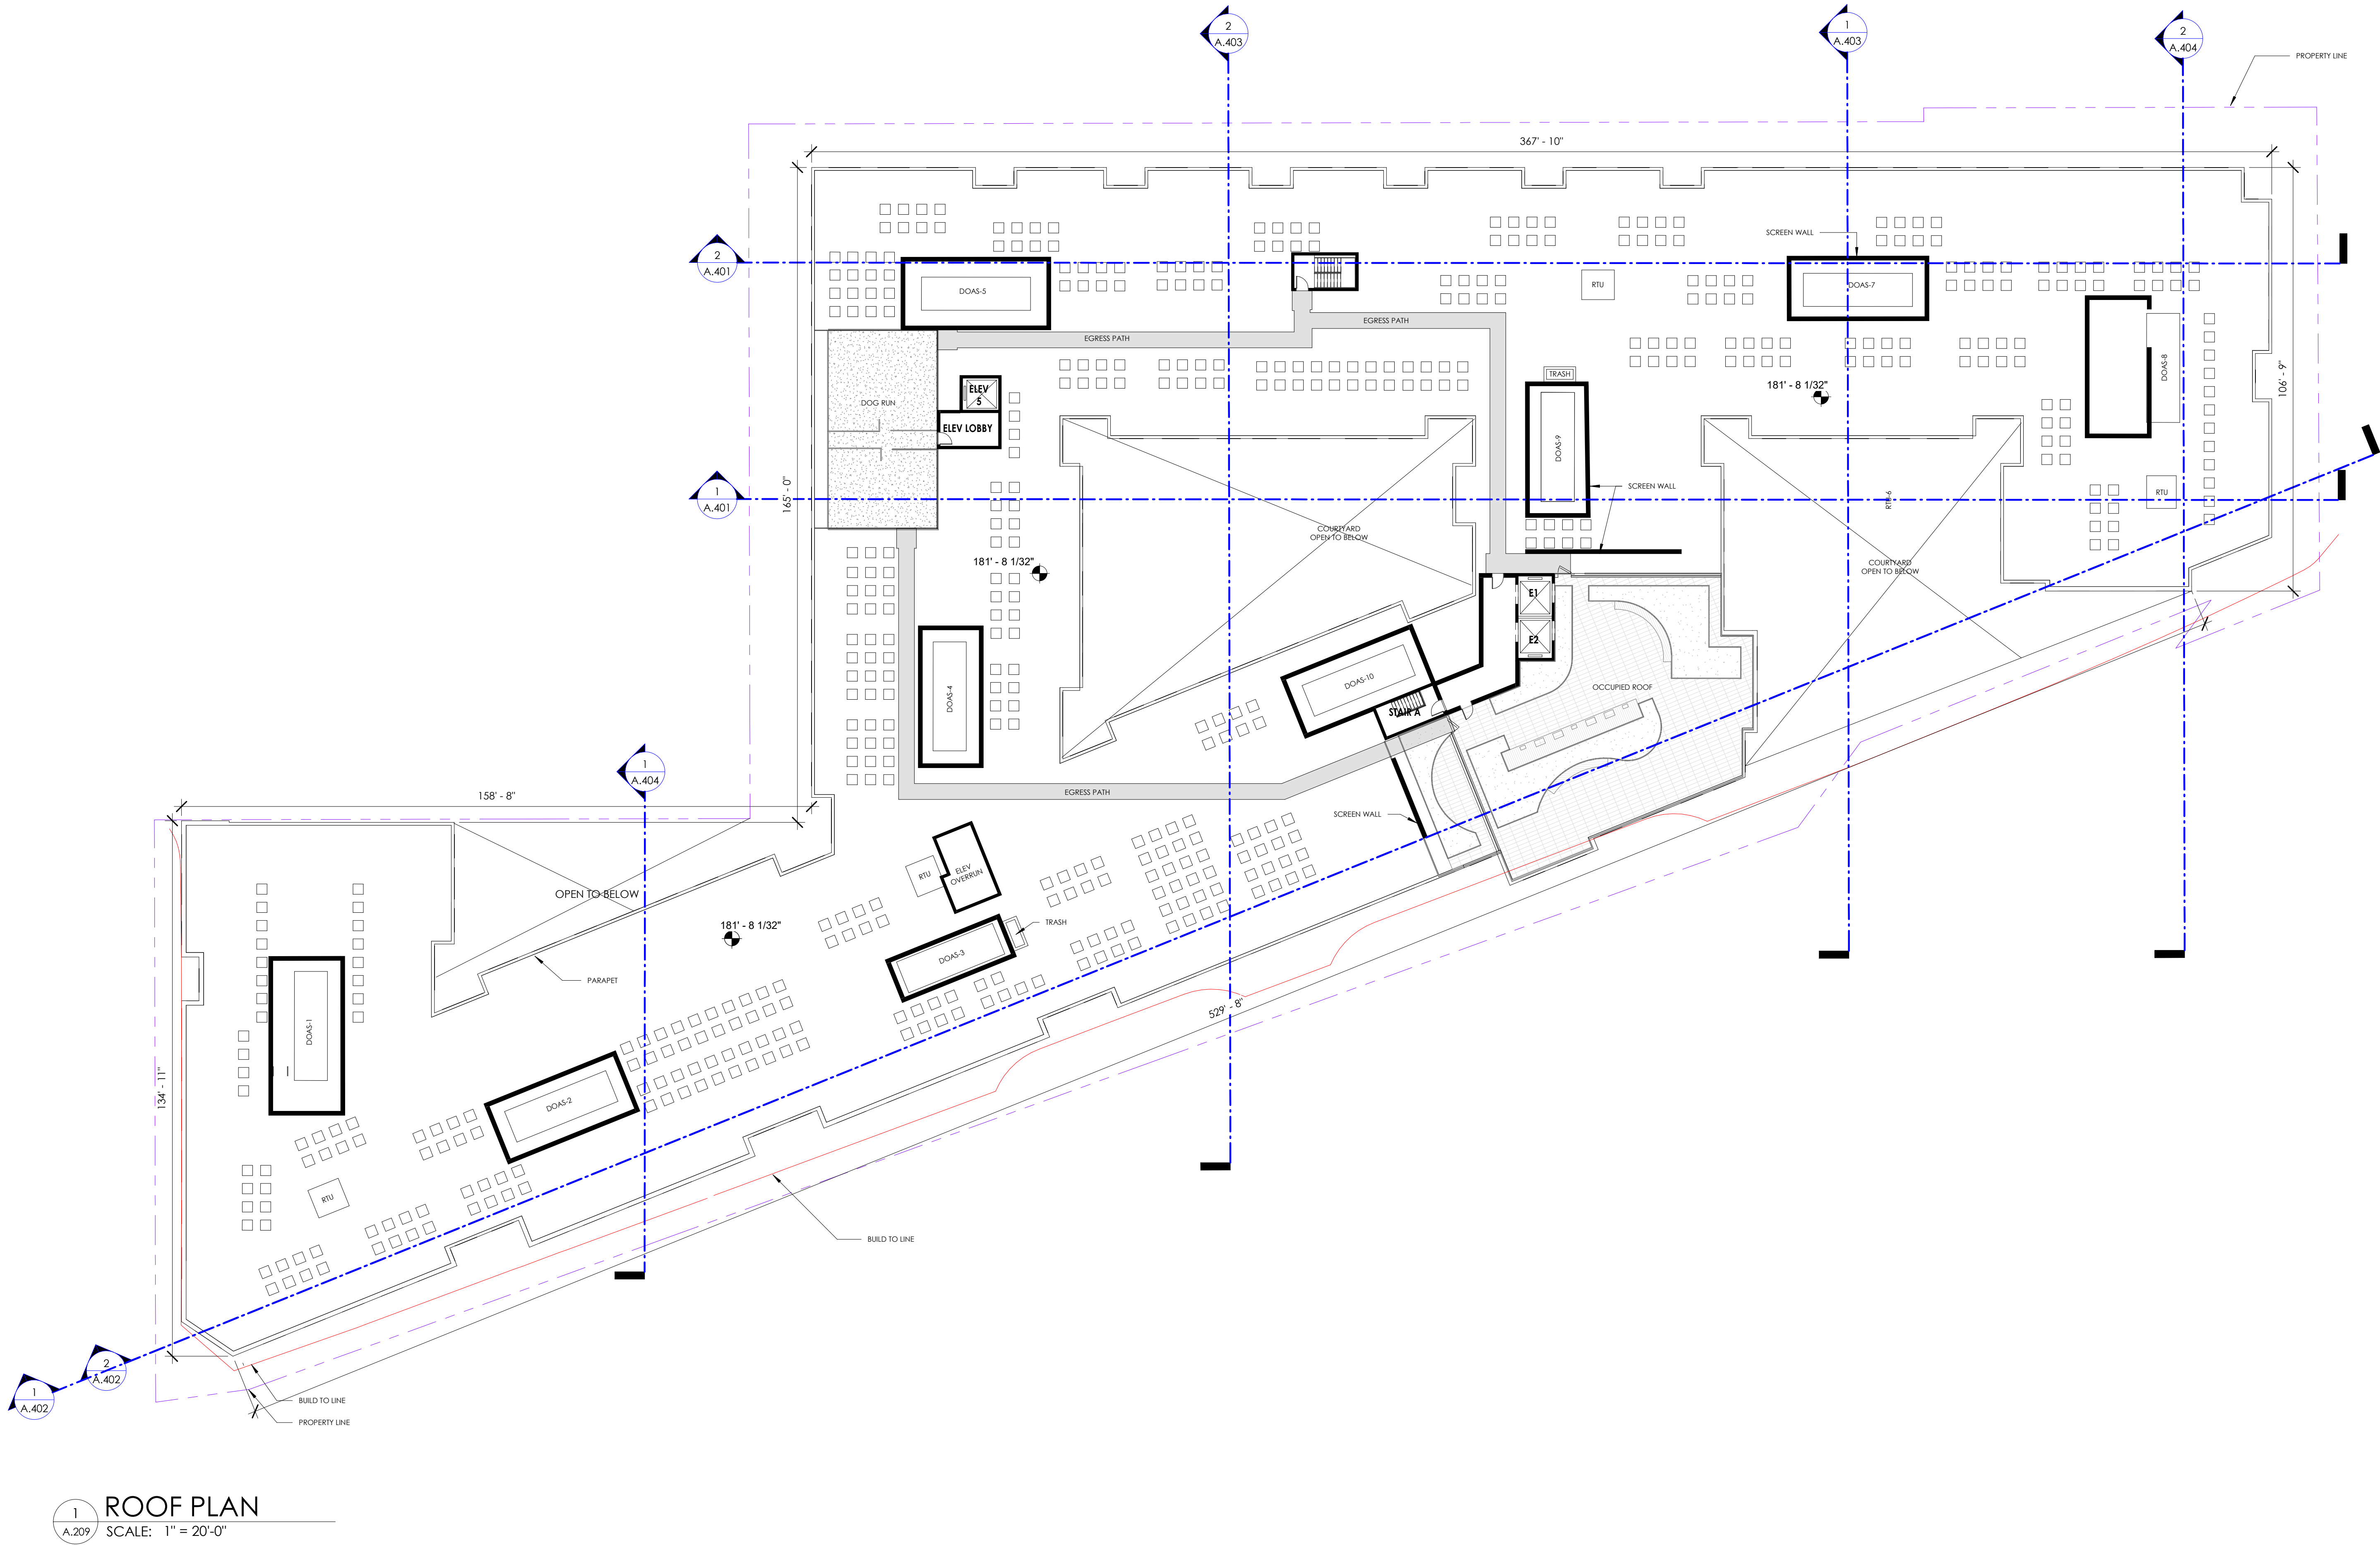 2
A.403
1
A.403
2
A.404
PROPERTY LINE
367' - 10"
SCREEN WALL
2
A.401
DOAS-5
RTU
DOAS-7
EGRESS PATH
EGRESS PATH
DOAS-8
106' - 9"
TRASH
181' - 8 1/32"
ELEV
5
DOG RUN
ELEV LOBBY
DOAS-9
165' - 0"
SCREEN WALL
1
A.401
RTU
RTU-6
COURTYARD
OPEN TO BELOW
181' - 8 1/32"
COURTYARD
OPEN TO BELOW
E1
E2
DOAS-10
OCCUPIED ROOF
DOAS-4
STAIR A
1
A.404
EGRESS PATH
158' - 8"
SCREEN WALL
RTU
ELEV
OVERRUN
OPEN TO BELOW
181' - 8 1/32"
TRASH
DOAS-3
PARAPET
529' - 8"
DOAS-1
134' - 11"
DOAS-2
RTU
BUILD TO LINE
2
A.402
1
A.402
BUILD TO LINE
PROPERTY LINE
1
A.209
ROOF PLAN
SCALE: 1" = 20'-0"